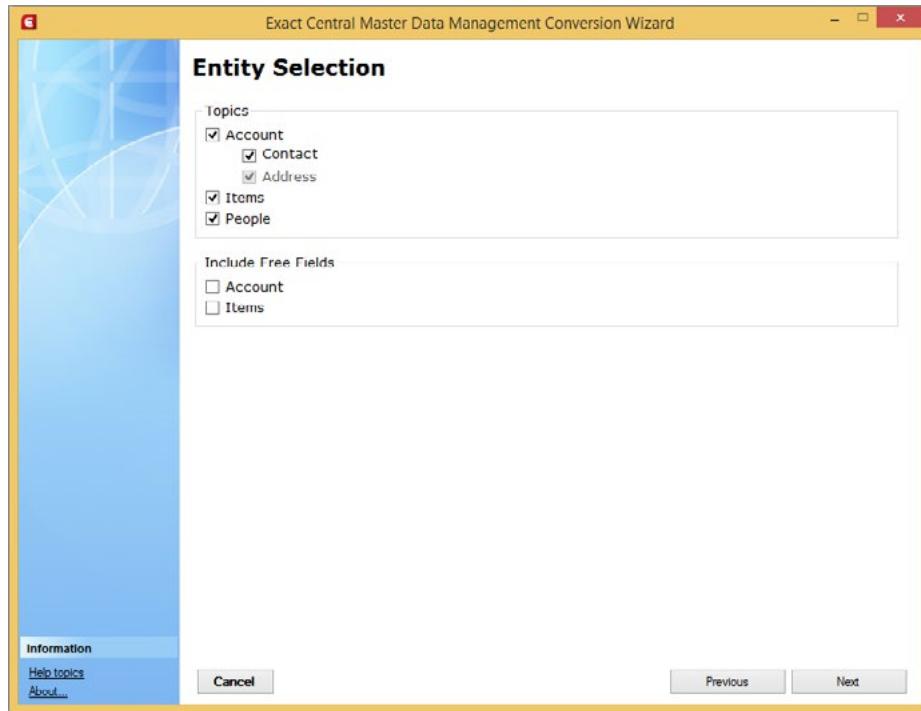 Exact Central Master Data Management Conversion Wizard
Entity Selection
Topics
Account
Contact
Address
Items
People
Include Free Fields
Account
Items
Information
Help topics
About...
Cancel
Previous
Next